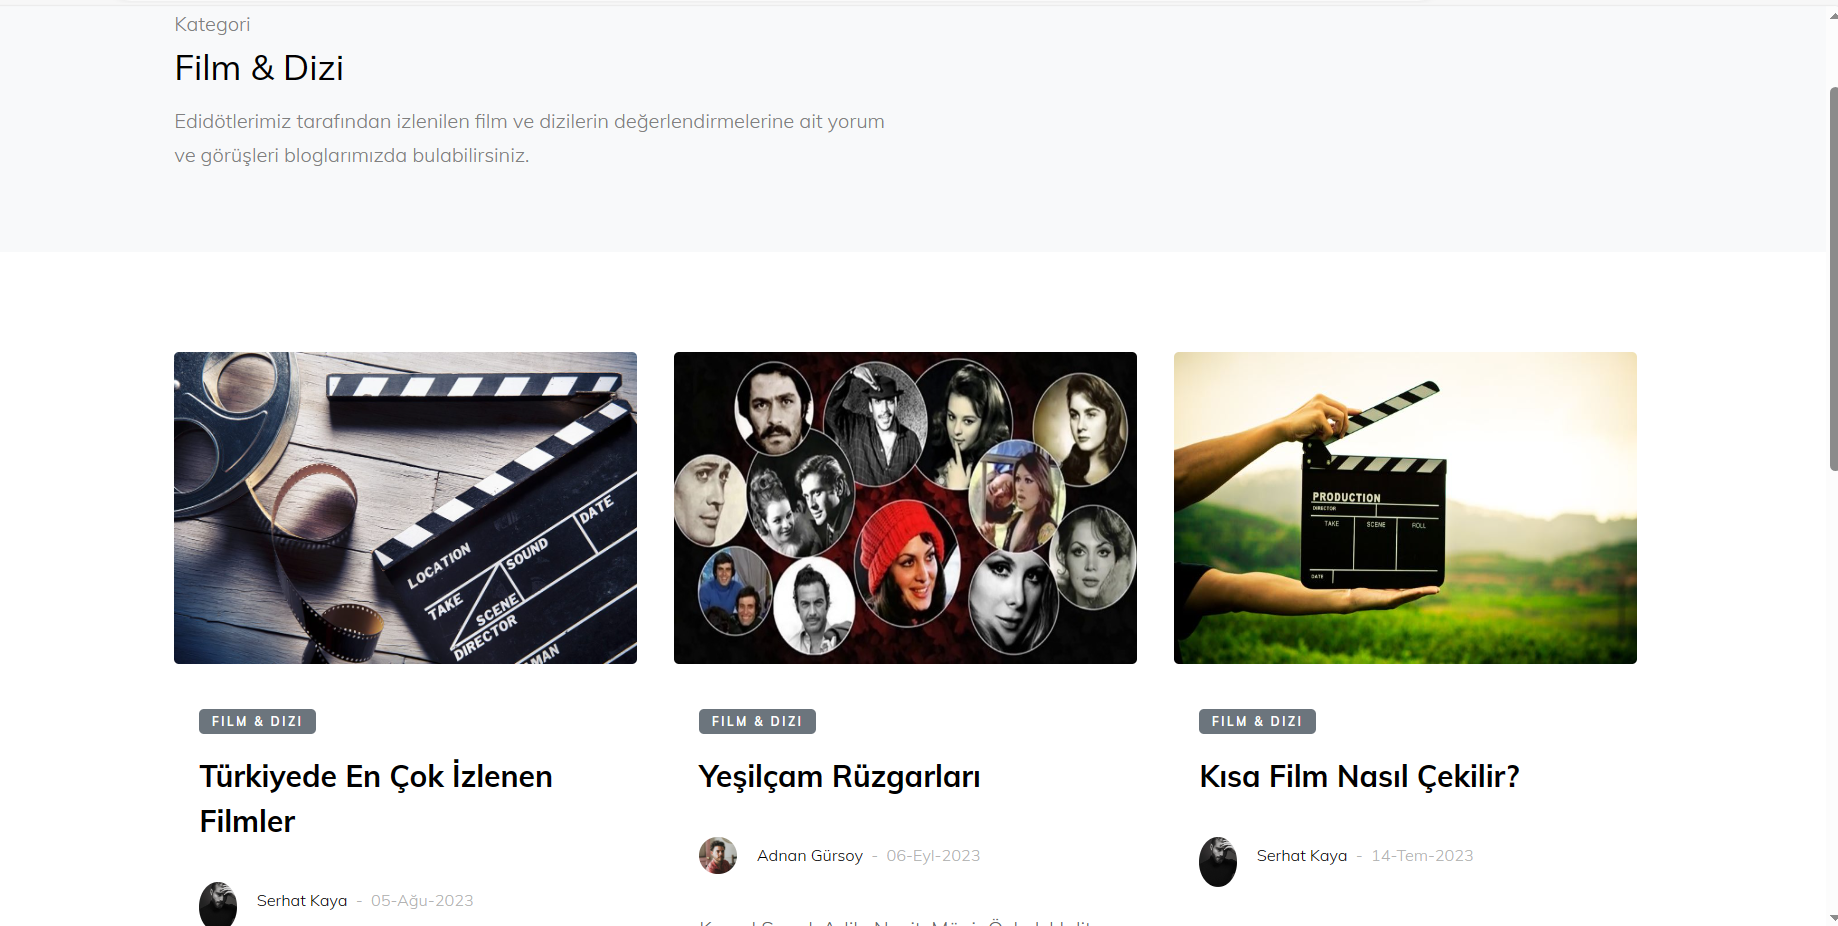 Kategori
Film & Dizi
Edidötlerimiz tarafından izlenilen film ve dizilerin değerlendirmelerine ait yorum
ve görüşleri bloglarımızda bulabilirsiniz.
LOCATION
SOUND
DATE
TAKE
SCENE
DIRECTOR
PRODUCTION
DIRECTOR
TAKE SCENE ROLL
DATE
FILM & DIZI
Türkiyede En Çok İzlenen
Filmler
Serhat Kaya - 05-Ağu-2023
FILM & DIZI
Yeşilçam Rüzgarları
Adnan Gürsoy - 06-Eyl-2023
FILM & DIZI
Kısa Film Nasıl Çekilir?
Serhat Kaya - 14-Tem-2023